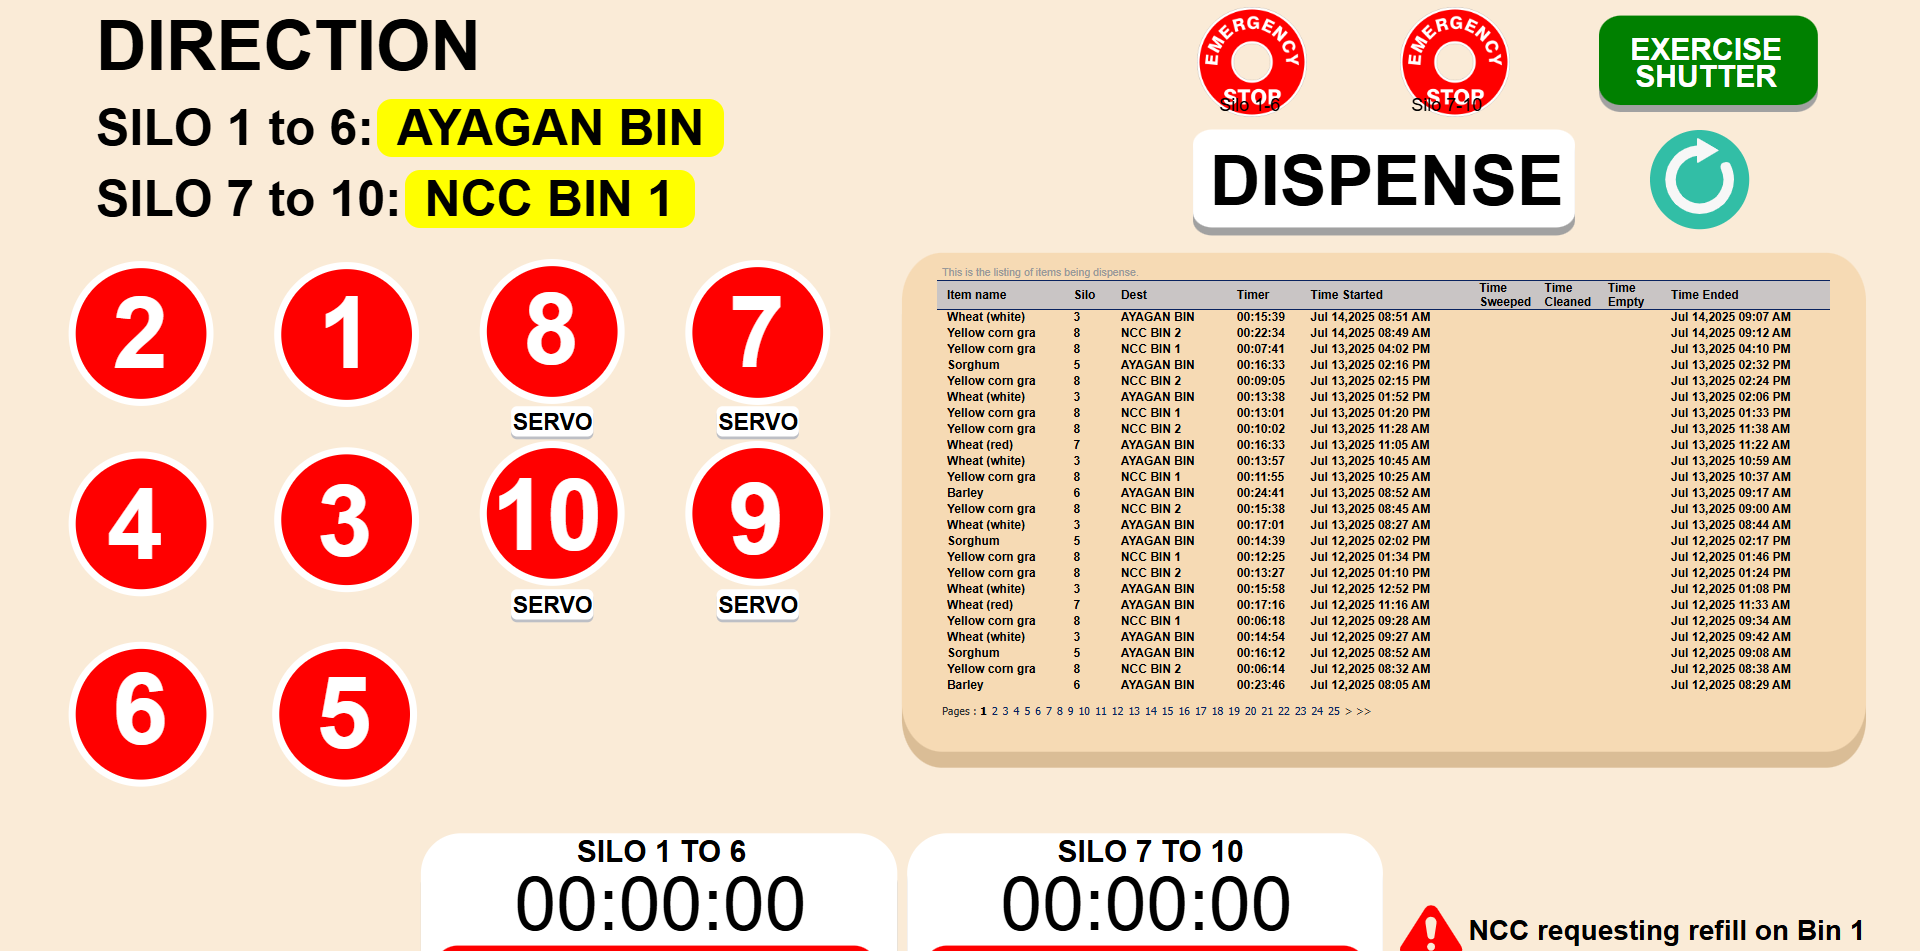 DIRECTION
SILO 1 to 6: AYAGAN BIN
SILO 7 to 10: NCC BIN 1
EMERGENCY STOP
Silo 1-6
EMERGENCY STOP
Silo 7-10
EXERCISE
SHUTTER
DISPENSE
2 1 8 7
SERVO SERVO
4 3 10 9
SERVO SERVO
6 5
This is the listing of items being dispense.
Item name Silo Dest Timer Time Started Time Sweeped Time Cleaned Time Empty Time Ended
Wheat (white) 3 AYAGAN BIN 00:15:39 Jul 14,2025 08:51 AM Jul 14,2025 09:07 AM
Yellow corn gra 8 NCC BIN 2 00:22:34 Jul 14,2025 08:49 AM Jul 14,2025 09:12 AM
Yellow corn gra 8 NCC BIN 1 00:07:41 Jul 13,2025 04:02 PM Jul 13,2025 04:10 PM
Sorghum 5 AYAGAN BIN 00:16:33 Jul 13,2025 02:16 PM Jul 13,2025 02:32 PM
Yellow corn gra 8 NCC BIN 2 00:09:05 Jul 13,2025 02:15 PM Jul 13,2025 02:24 PM
Wheat (white) 3 AYAGAN BIN 00:13:38 Jul 13,2025 01:52 PM Jul 13,2025 02:06 PM
Yellow corn gra 8 NCC BIN 1 00:13:01 Jul 13,2025 01:20 PM Jul 13,2025 01:33 PM
Yellow corn gra 8 NCC BIN 2 00:10:02 Jul 13,2025 11:28 AM Jul 13,2025 11:38 AM
Wheat (red) 7 AYAGAN BIN 00:16:33 Jul 13,2025 11:05 AM Jul 13,2025 11:22 AM
Wheat (white) 3 AYAGAN BIN 00:13:57 Jul 13,2025 10:45 AM Jul 13,2025 10:59 AM
Yellow corn gra 8 NCC BIN 1 00:11:55 Jul 13,2025 10:25 AM Jul 13,2025 10:37 AM
Barley 6 AYAGAN BIN 00:24:41 Jul 13,2025 08:52 AM Jul 13,2025 09:17 AM
Yellow corn gra 8 NCC BIN 2 00:15:38 Jul 13,2025 08:45 AM Jul 13,2025 09:00 AM
Wheat (white) 3 AYAGAN BIN 00:17:01 Jul 13,2025 08:27 AM Jul 13,2025 08:44 AM
Sorghum 5 AYAGAN BIN 00:14:39 Jul 12,2025 02:02 PM Jul 12,2025 02:17 PM
Yellow corn gra 8 NCC BIN 1 00:12:25 Jul 12,2025 01:34 PM Jul 12,2025 01:46 PM
Yellow corn gra 8 NCC BIN 2 00:13:27 Jul 12,2025 01:10 PM Jul 12,2025 01:24 PM
Wheat (white) 3 AYAGAN BIN 00:15:58 Jul 12,2025 12:52 PM Jul 12,2025 01:08 PM
Wheat (red) 7 AYAGAN BIN 00:17:16 Jul 12,2025 11:16 AM Jul 12,2025 11:33 AM
Yellow corn gra 8 NCC BIN 1 00:06:18 Jul 12,2025 09:28 AM Jul 12,2025 09:34 AM
Wheat (white) 3 AYAGAN BIN 00:14:54 Jul 12,2025 09:27 AM Jul 12,2025 09:42 AM
Sorghum 5 AYAGAN BIN 00:16:12 Jul 12,2025 08:52 AM Jul 12,2025 09:08 AM
Yellow corn gra 8 NCC BIN 2 00:06:14 Jul 12,2025 08:32 AM Jul 12,2025 08:38 AM
Barley 6 AYAGAN BIN 00:23:46 Jul 12,2025 08:05 AM Jul 12,2025 08:29 AM
Pages : 1 2 3 4 5 6 7 8 9 10 11 12 13 14 15 16 17 18 19 20 21 22 23 24 25 > >>
SILO 1 TO 6
00:00:00
SILO 7 TO 10
00:00:00
NCC requesting refill on Bin 1